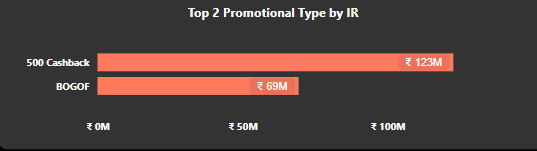 Top 2 Promotional Type by IR
500 Cashback ₹ 123M
BOGOF ₹ 69M
₹ 0M ₹ 50M ₹ 100M